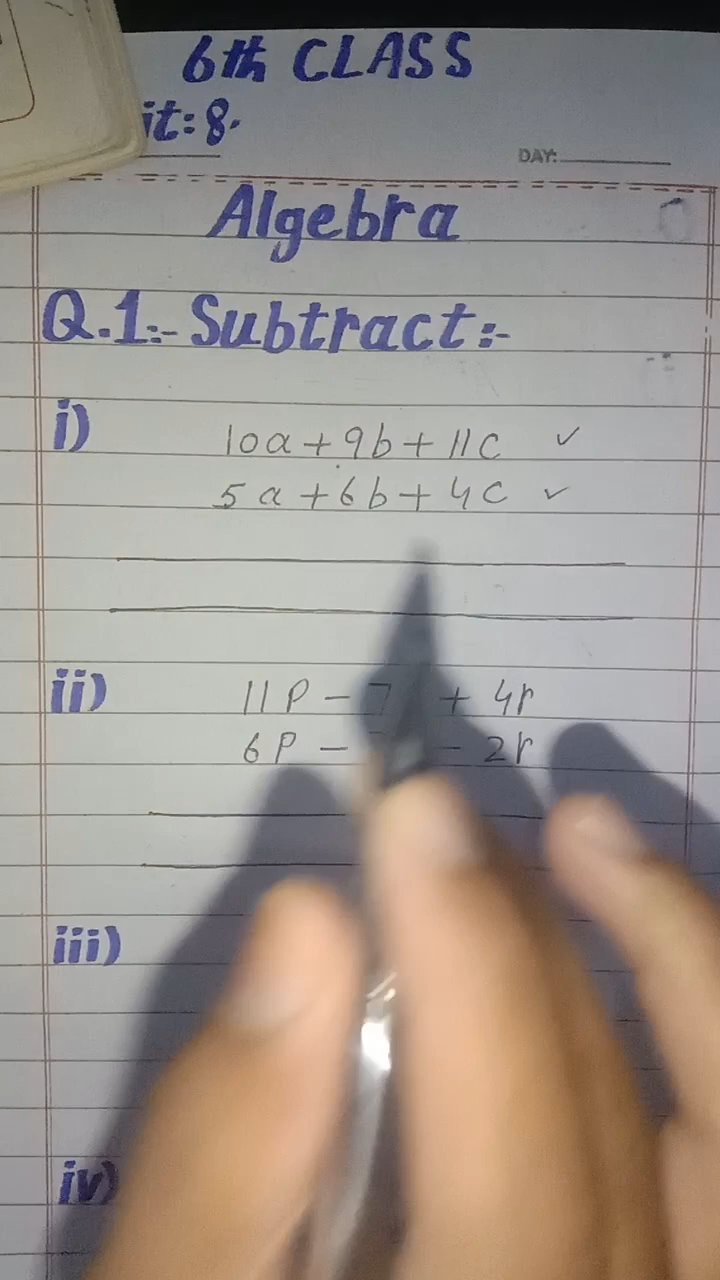 6th CLASS
it:8.
DAY:
Algebra
Q.1:- Subtract:-
i) 10a + 9b + 11c ✓
5a + 6b + 4c ✓
ii) 11p - 7 + 4r
6p - - 2r
iii)
iv)